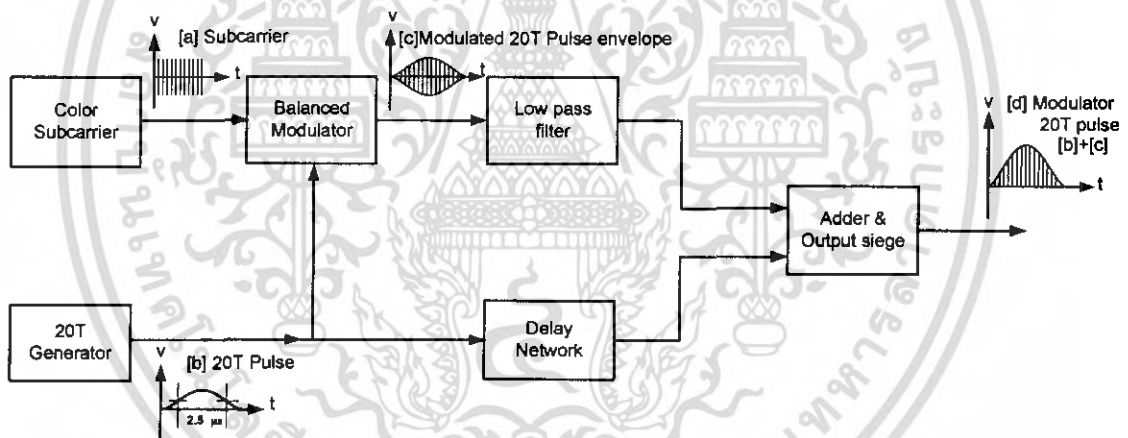 V
[a] Subcarrier
t
V
[c]Modulated 20T Pulse envelope
t
Color
Subcarrier
Balanced
Modulator
Low pass
filter
V
[d] Modulator
20T pulse
[b]+[c]
t
Adder &
Output siege
20T
Generator
Delay
Network
V
[b] 20T Pulse
t
2.5 µs